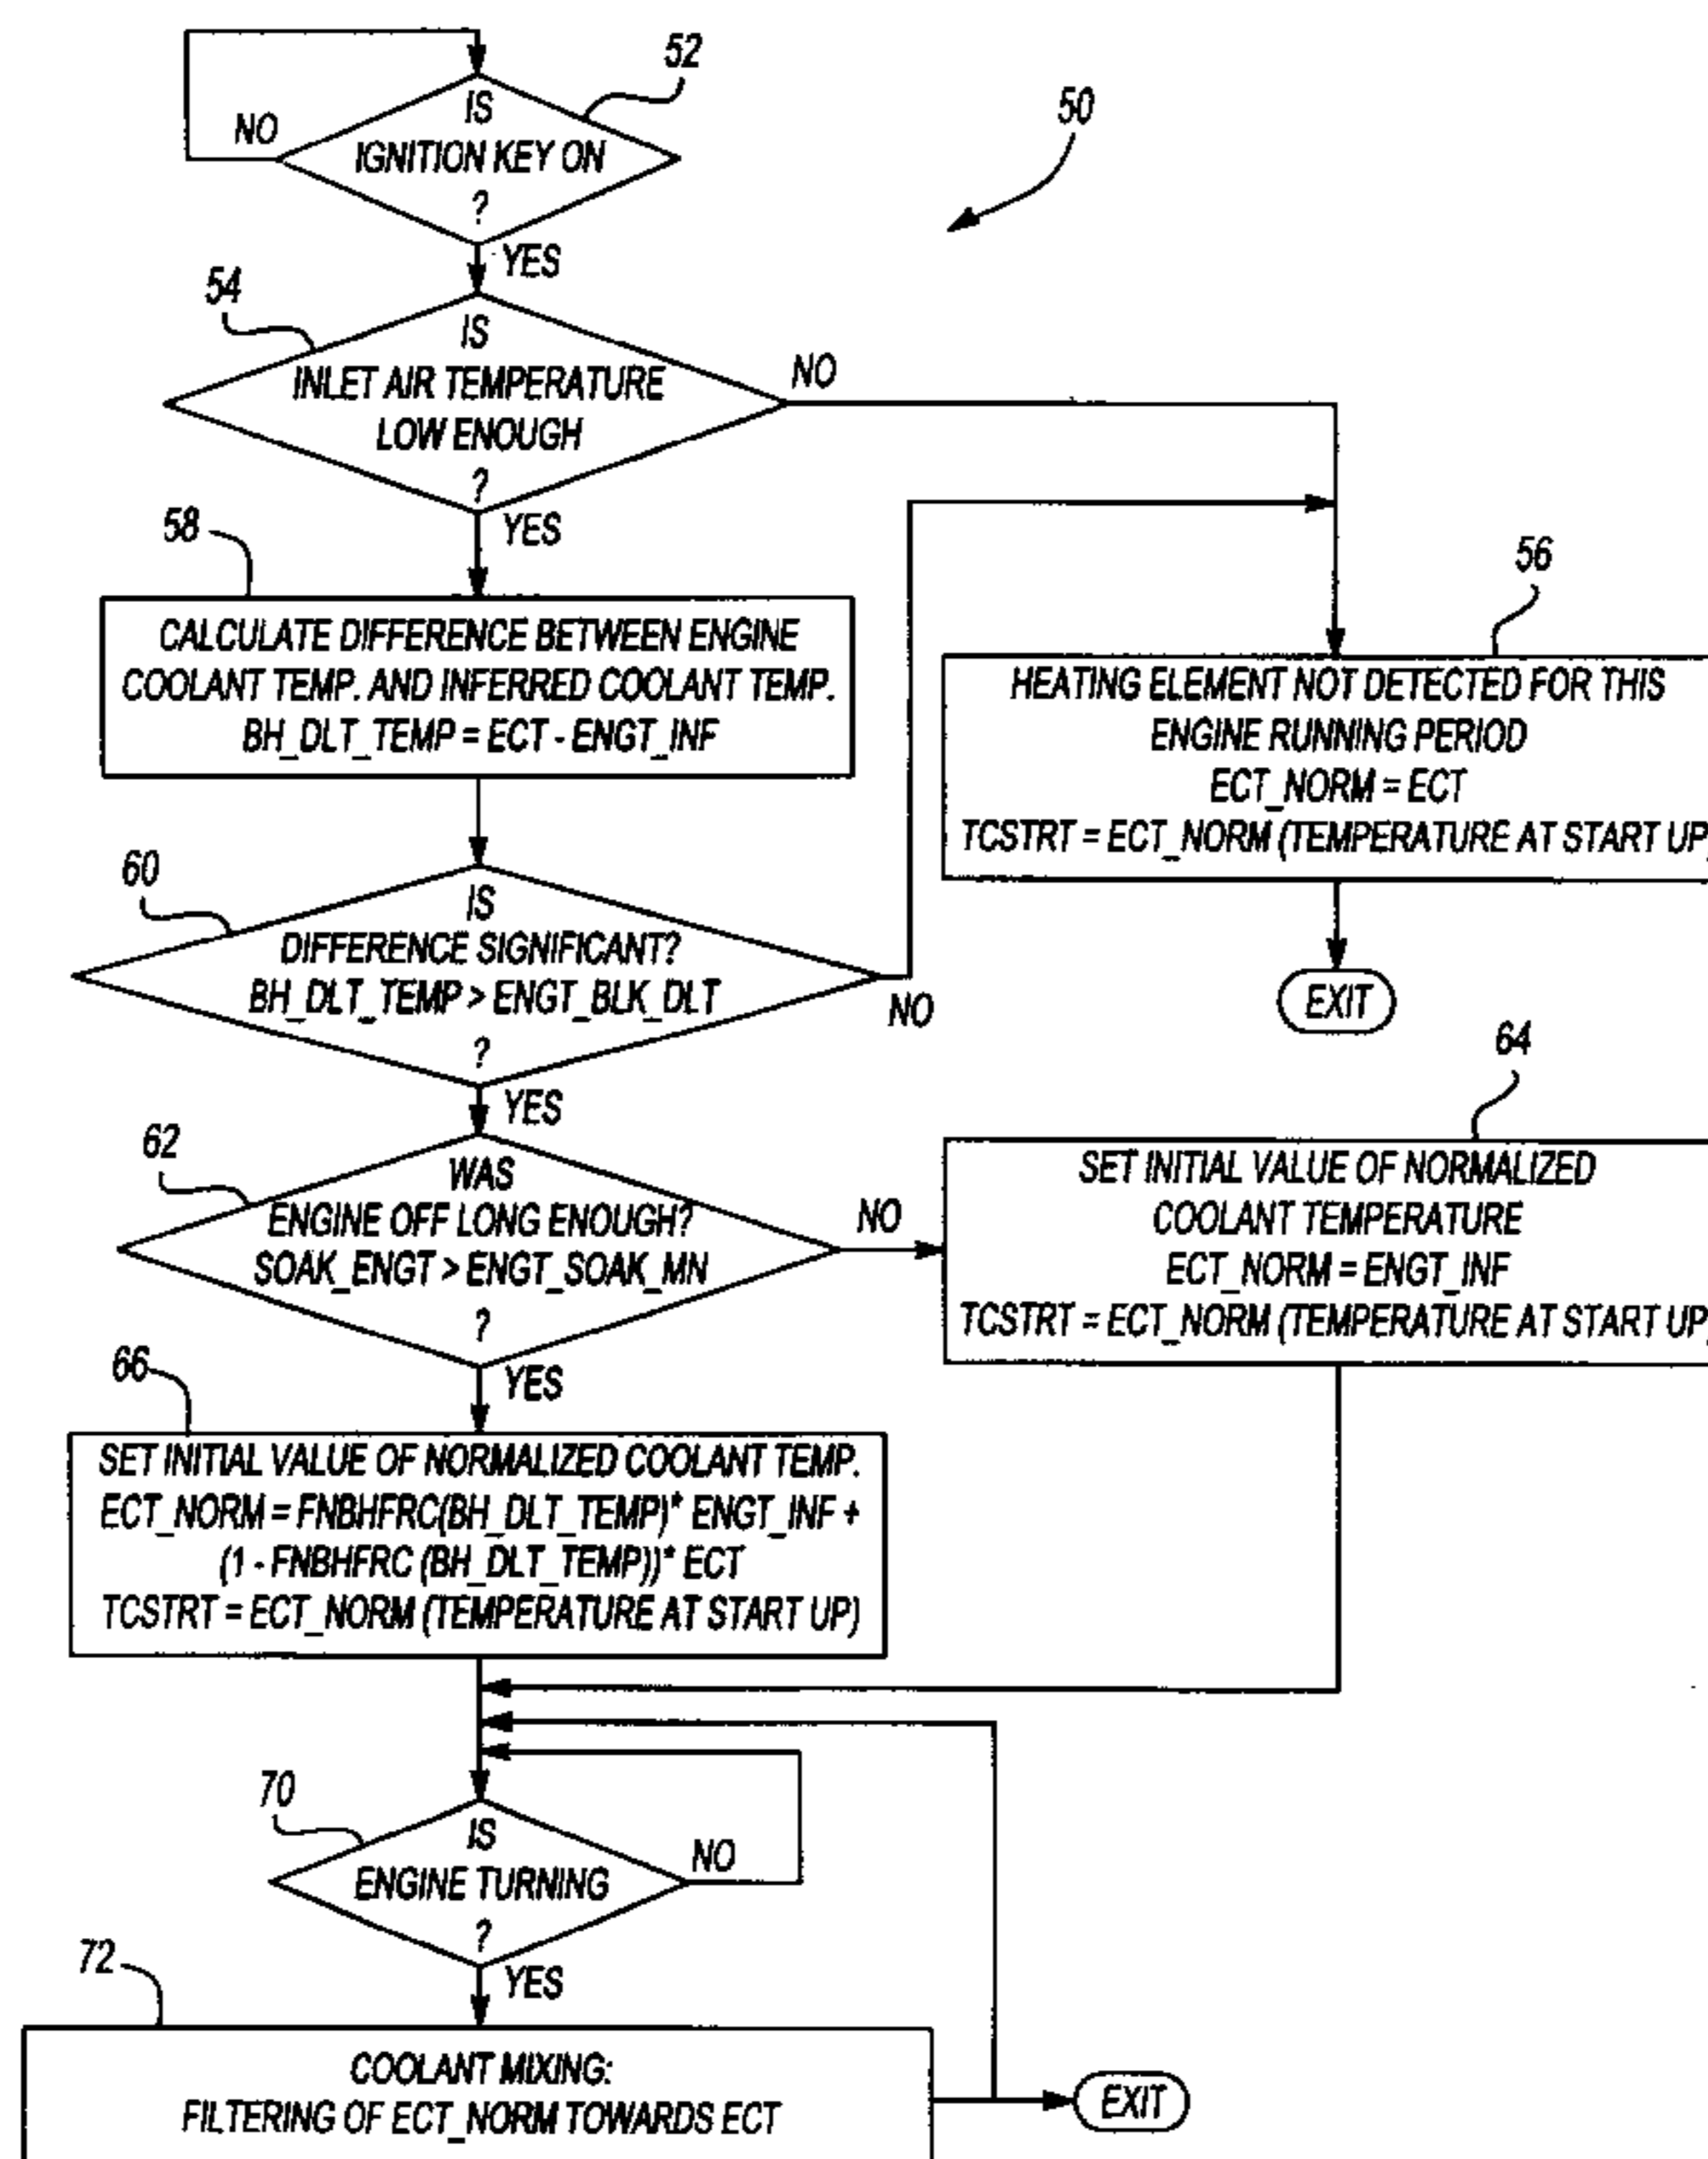 52
IS
IGNITION KEY ON
?
NO
YES
50
54
IS
INLET AIR TEMPERATURE
LOW ENOUGH
?
NO
YES
58
CALCULATE DIFFERENCE BETWEEN ENGINE
COOLANT TEMP. AND INFERRED COOLANT TEMP.
BH_DLT_TEMP = ECT - ENGT_INF
56
HEATING ELEMENT NOT DETECTED FOR THIS
ENGINE RUNNING PERIOD
ECT_NORM = ECT
TCSTRT = ECT_NORM (TEMPERATURE AT START UP)
EXIT
60
IS
DIFFERENCE SIGNIFICANT?
BH_DLT_TEMP > ENGT_BLK_DLT
?
NO
YES
62
WAS
ENGINE OFF LONG ENOUGH?
SOAK_ENGT > ENGT_SOAK_MN
?
NO
YES
64
SET INITIAL VALUE OF NORMALIZED
COOLANT TEMPERATURE
ECT_NORM = ENGT_INF
TCSTRT = ECT_NORM (TEMPERATURE AT START UP)
66
SET INITIAL VALUE OF NORMALIZED COOLANT TEMP.
ECT_NORM = FNBHFRC(BH_DLT_TEMP)* ENGT_INF +
(1 - FNBHFRC (BH_DLT_TEMP))* ECT
TCSTRT = ECT_NORM (TEMPERATURE AT START UP)
70
IS
ENGINE TURNING
?
NO
YES
72
COOLANT MIXING:
FILTERING OF ECT_NORM TOWARDS ECT
EXIT